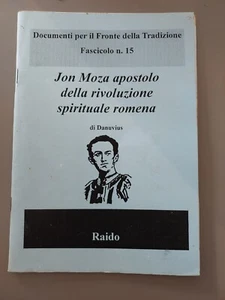 Documenti per il Fronte della Tradizione
Fascicolo n. 15
Jon Moza apostolo
della rivoluzione
spirituale romena
di Danuvius
Raido